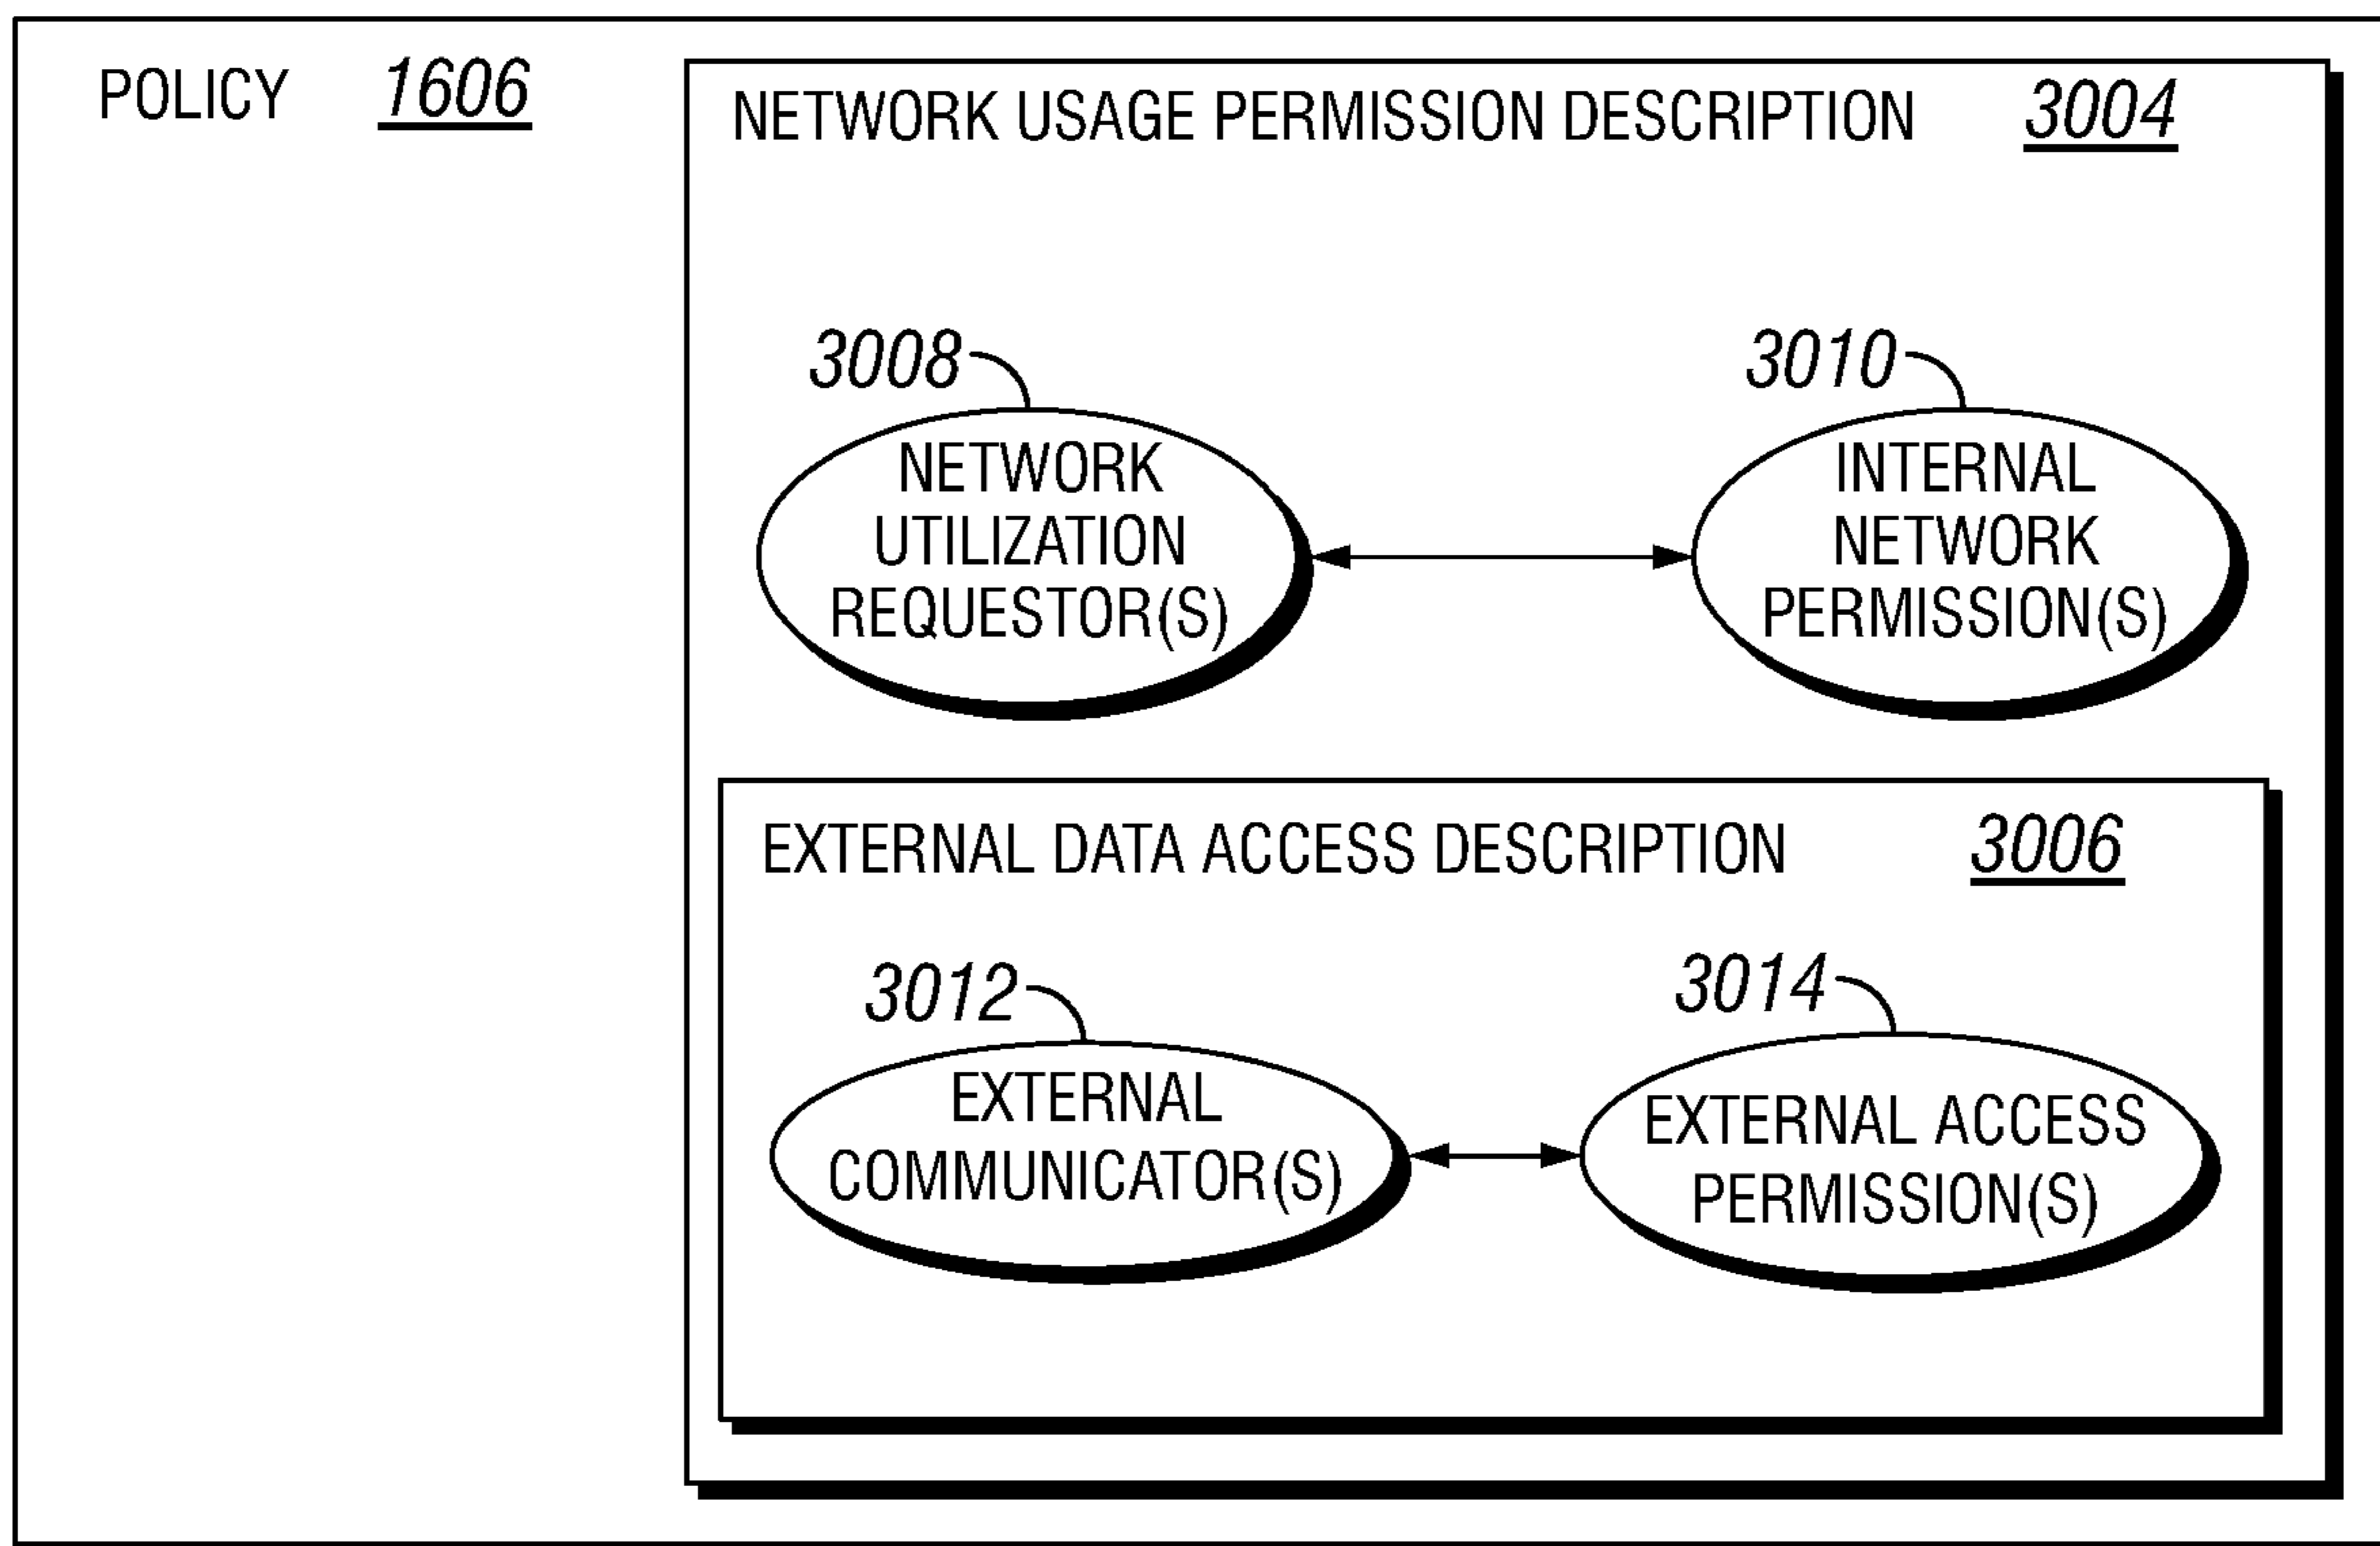 POLICY 1606
NETWORK USAGE PERMISSION DESCRIPTION 3004
3008
NETWORK
UTILIZATION
REQUESTOR(S)
3010
INTERNAL
NETWORK
PERMISSION(S)
EXTERNAL DATA ACCESS DESCRIPTION 3006
3012
EXTERNAL
COMMUNICATOR(S)
3014
EXTERNAL ACCESS
PERMISSION(S)